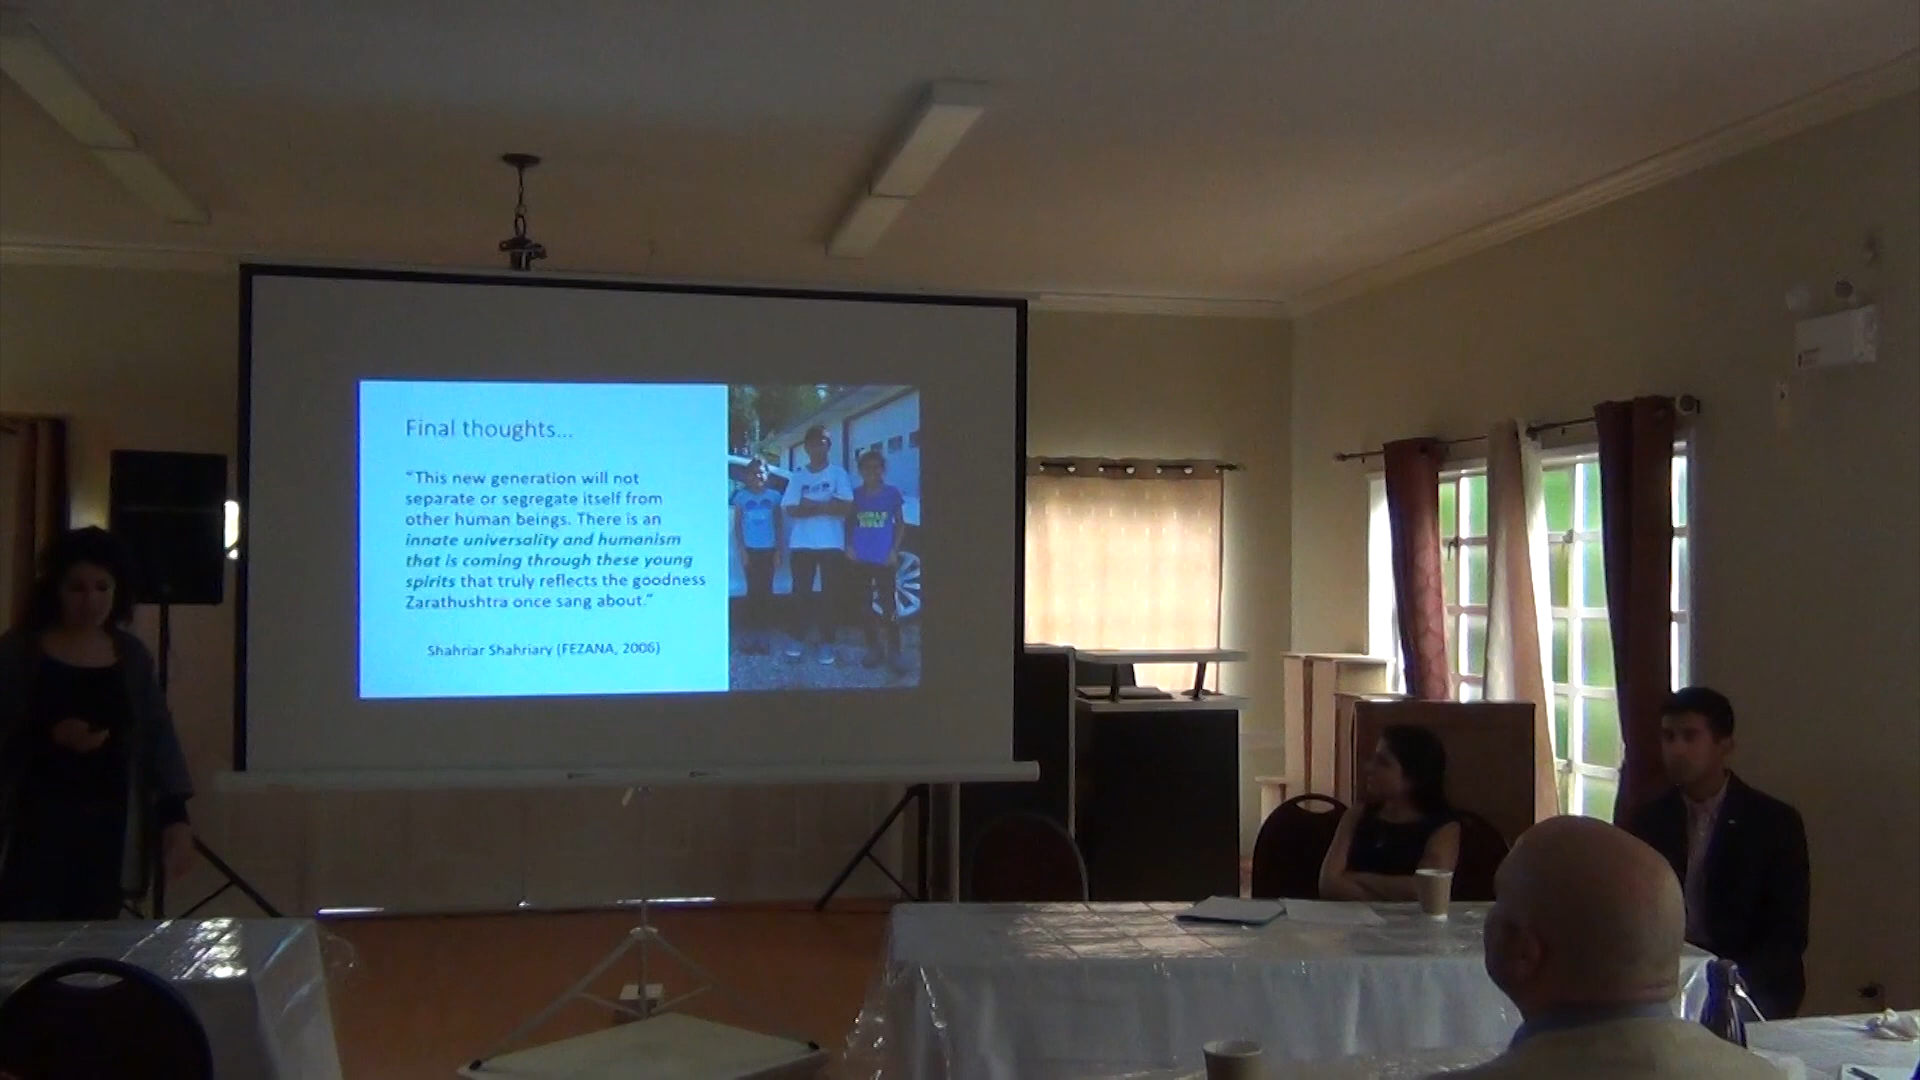 Final thoughts...
“This new generation will not
separate or segregate itself from
other human beings. There is an
innate universality and humanism
that is coming through these young
spirits that truly reflects the goodness
Zarathushtra once sang about.”
Shahriar Shahriary (FEZANA, 2006)
GIRLS
RULE